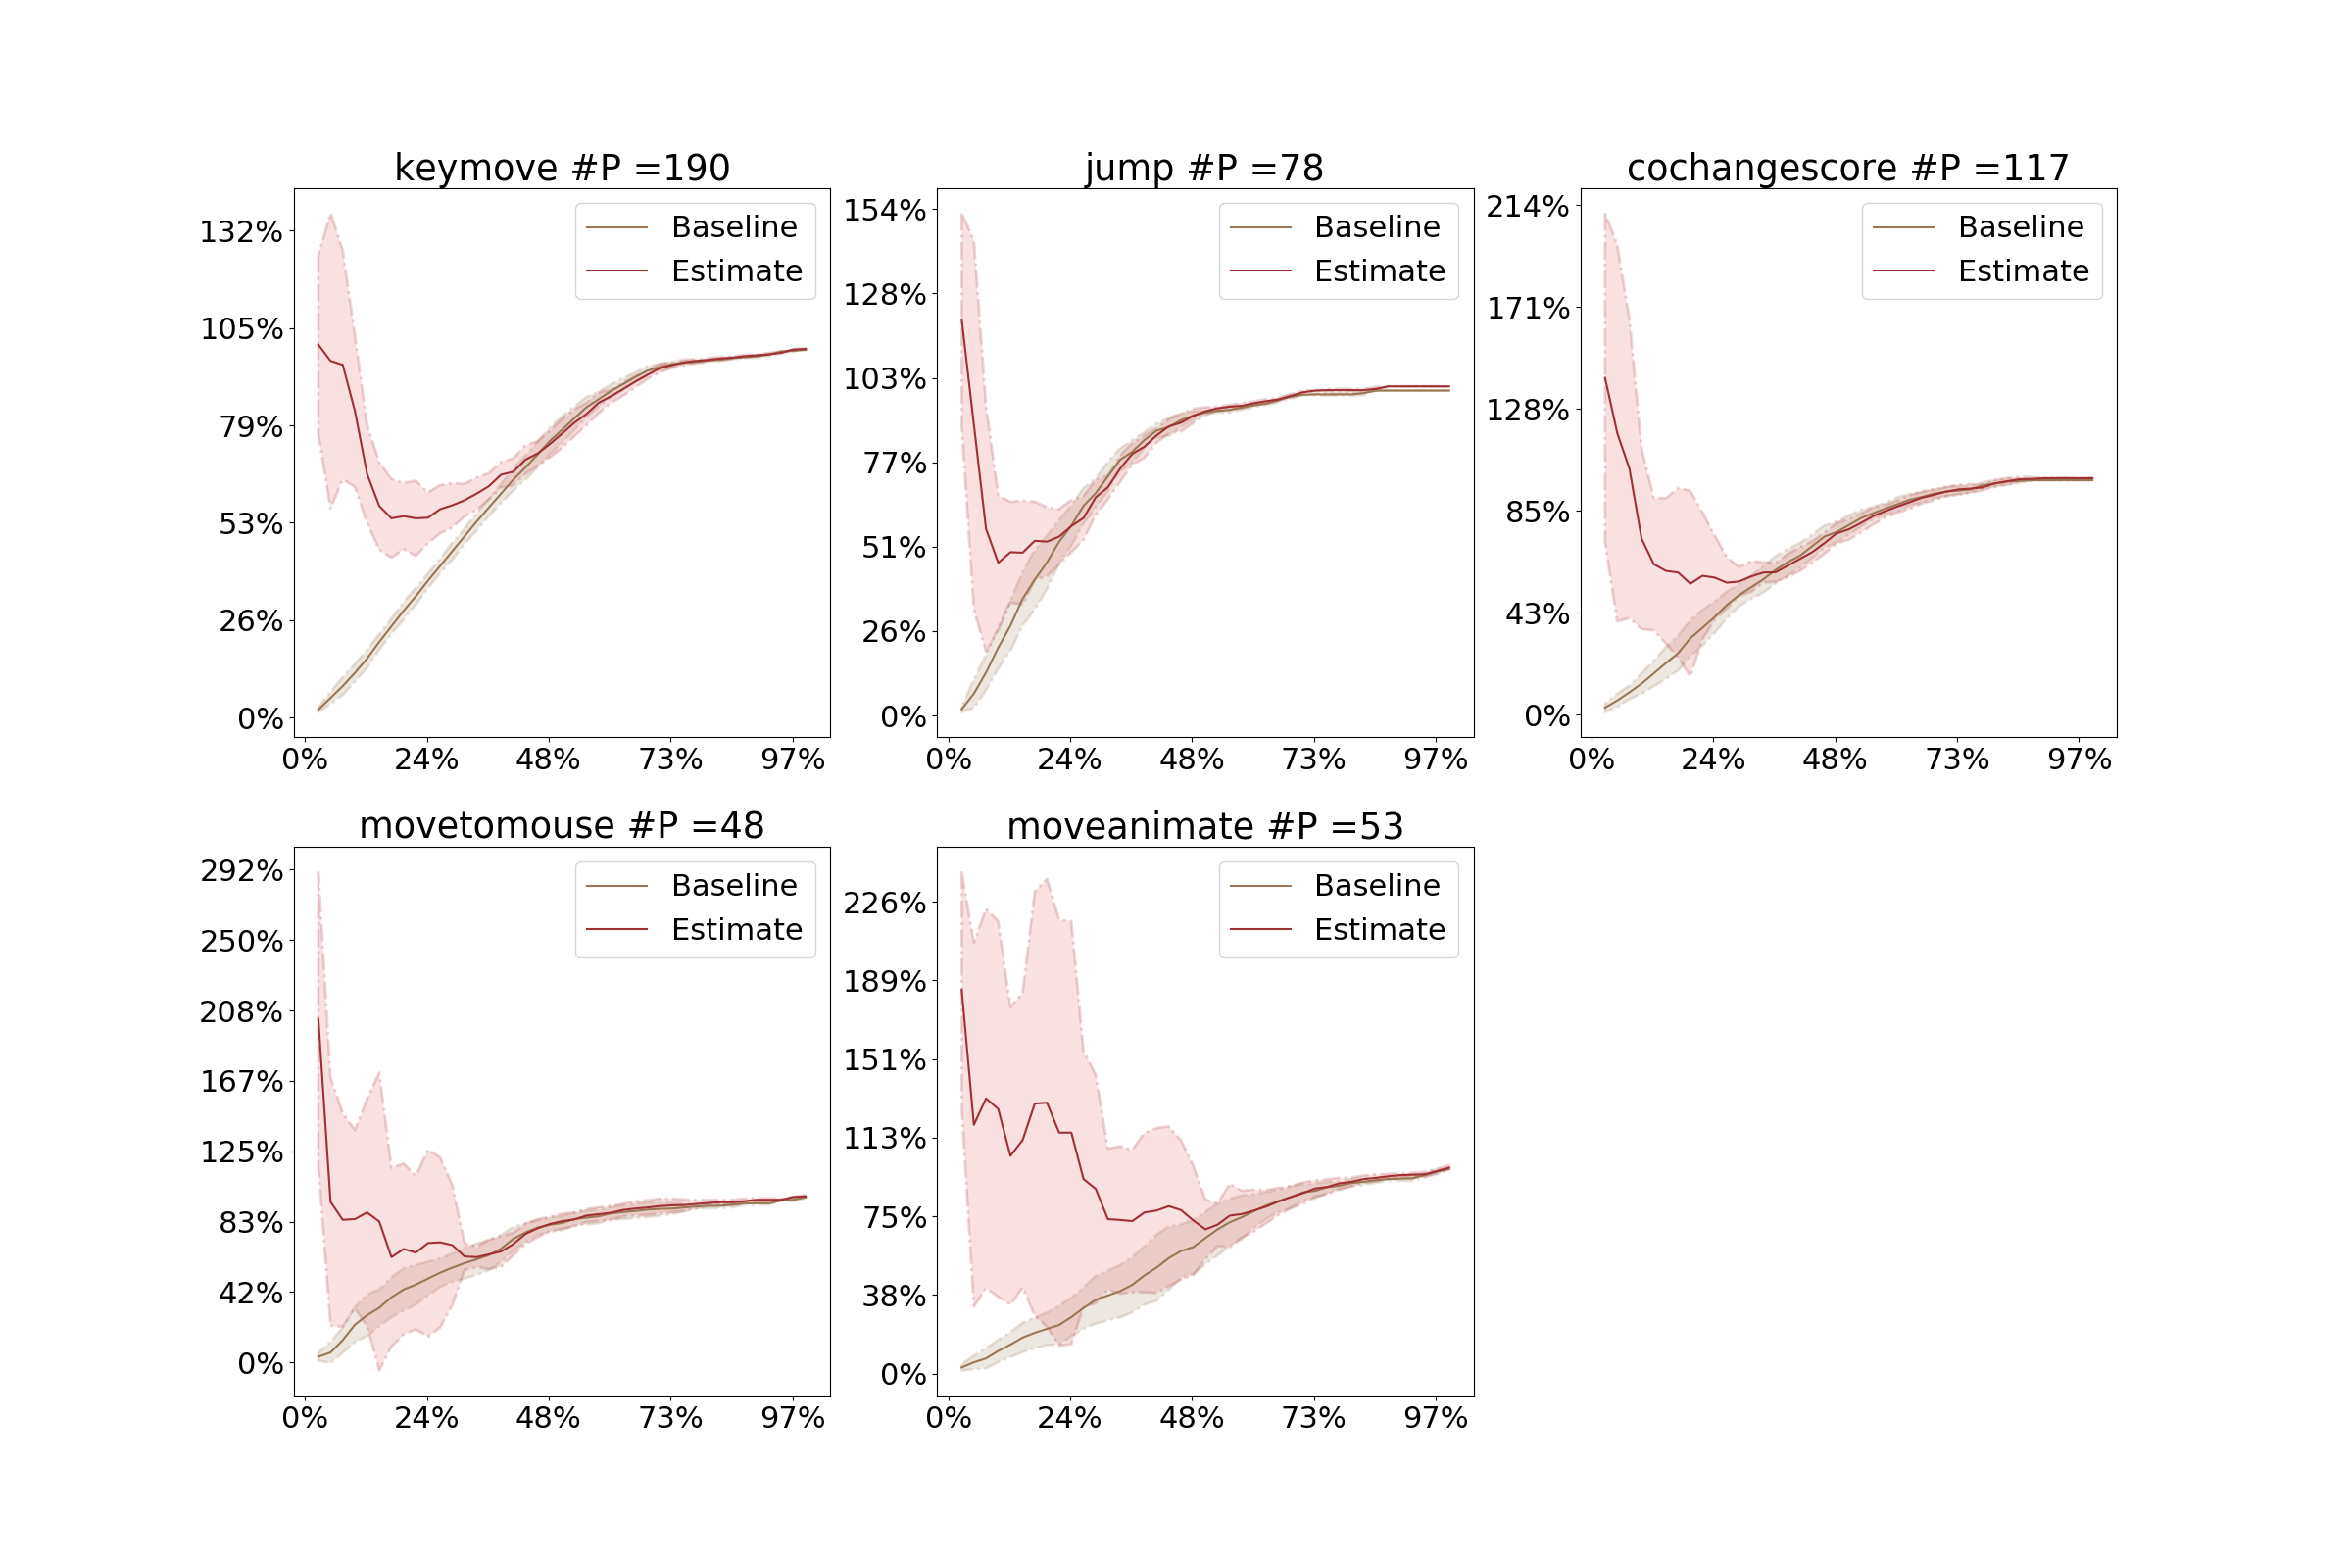 keymove #P =190
132%
105%
79%
53%
26%
0%
0% 24% 48% 73% 97%
Baseline
Estimate
jump #P =78
154%
128%
103%
77%
51%
26%
0%
0% 24% 48% 73% 97%
Baseline
Estimate
cochangescore #P =117
214%
171%
128%
85%
43%
0%
0% 24% 48% 73% 97%
Baseline
Estimate
movetomouse #P =48
292%
250%
208%
167%
125%
83%
42%
0%
0% 24% 48% 73% 97%
Baseline
Estimate
moveanimate #P =53
226%
189%
151%
113%
75%
38%
0%
0% 24% 48% 73% 97%
Baseline
Estimate